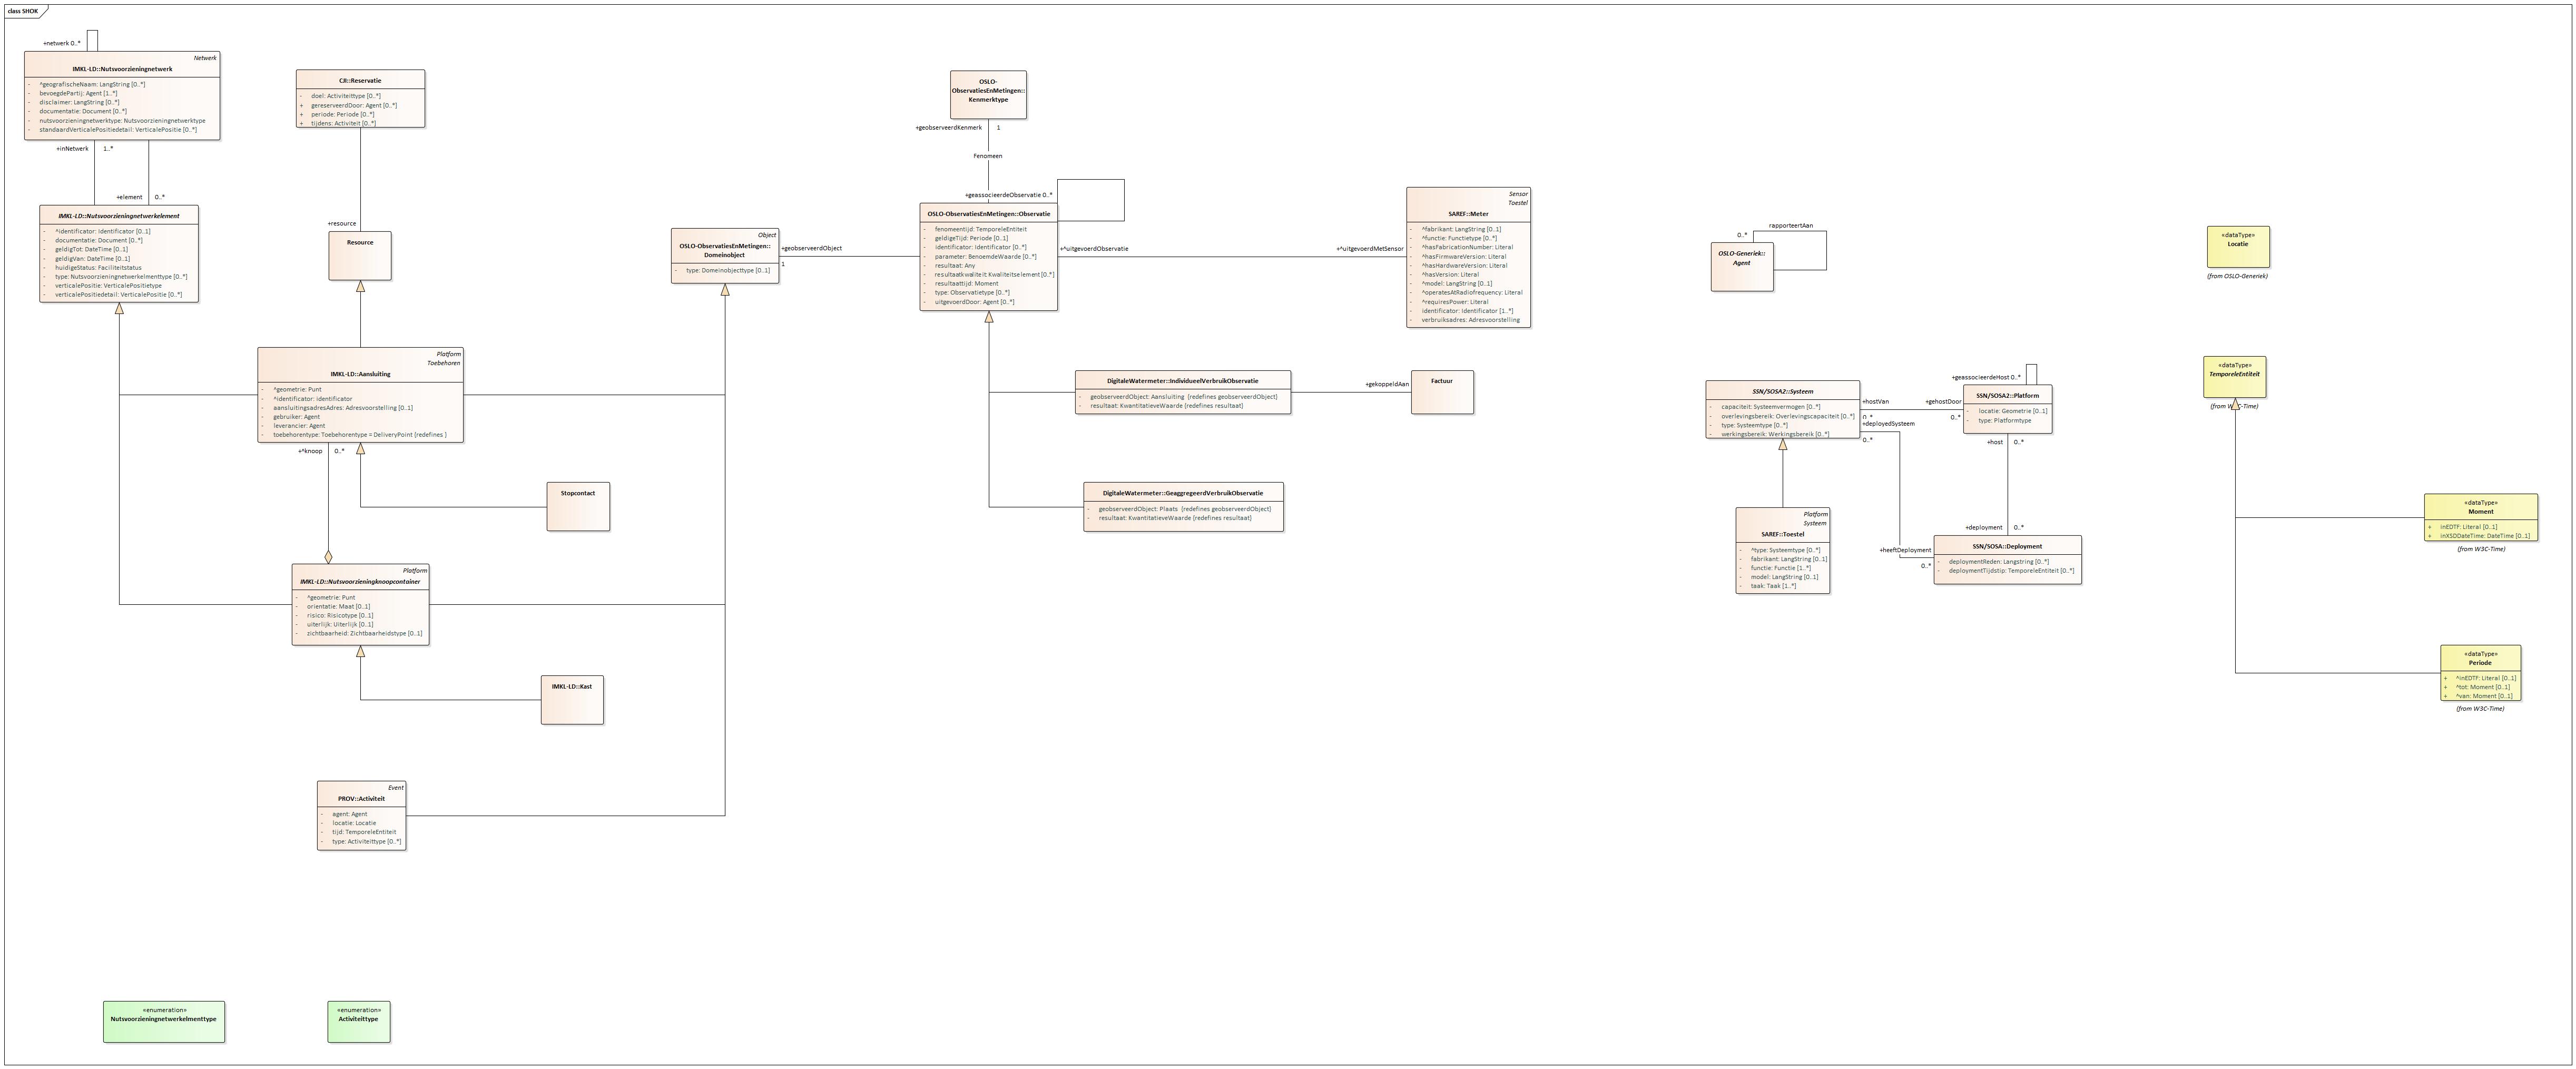 class SHOK
+netwerk 0..*
Netwerk
IMKL-LD::Nutsvoorzieningnetwerk
- ^geografischeNaam: LangString [0..*]
- bevoegdePartij: Agent [1..*]
- disclaimer: LangString [0..*]
- documentatie: Document [0..*]
- nutsvoorzieningnetwerktype: Nutsvoorzieningnetwerktype
- standaardVerticalePositiedetail: VerticalePositie [0..*]
+inNetwerk 1..*
+element 0..*
IMKL-LD::Nutsvoorzieningnetwerkelement
- ^identificator: Identificator [0..1]
- documentatie: Document [0..*]
- geldigTot: DateTime [0..1]
- geldigVan: DateTime [0..1]
- huidigeStatus: Faciliteitstatus
- type: Nutsvoorzieningnetwerkelmenttype [0..*]
- verticalePositie: VerticalePositietype
- verticalePositiedetail: VerticalePositie [0..*]
CJI::Reservatie
- doel: Activiteittype [0..*]
+ gereserveerdDoor: Agent [0..*]
+ periode: Periode [0..*]
+ tijdens: Activiteit [0..*]
+resource
Resource
Platform
Toebehoren
IMKL-LD::Aansluiting
- ^geometrie: Punt
- ^identificator: Identificator
- aansluitingsadresAdres: Adresvoorstelling [0..1]
- gebruiker: Agent
- leverancier: Agent
- toebehorentype: Toebehorentype = DeliveryPoint {redefines }
+^knoop 0..*
Stopcontact
Platform
IMKL-LD::Nutsvoorzieningknoopcontainer
- ^geometrie: Punt
- orientatie: Maat [0..1]
- risico: Risicotype [0..1]
- uiterlijk: Uiterlijk [0..1]
- zichtbaarheid: Zichtbaarheidstype [0..1]
IMKL-LD::Kast
Event
PROV::Activiteit
- agent: Agent
- locatie: Locatie
- tijd: TemporeleEntiteit
- type: Activiteittype [0..*]
«enumeration»
Nutsvoorzieningnetwerkelmenttype
«enumeration»
Activiteittype
Object
OSLO-ObservatiesEnMetingen::
Domeinobject
- type: Domeinobjecttype [0..1]
+geobserveerdObject
1
OSLO-
ObservatiesEnMetingen::
Kenmerktype
+geobserveerdKenmerk 1
Fenomeen
+geassocieerdeObservatie 0..*
OSLO-ObservatiesEnMetingen::Observatie
- fenomeentijd: TemporeleEntiteit
- geldigeTijd: Periode [0..1]
- identificator: Identificator [0..*]
- parameter: BenoemdeWaarde [0..*]
- resultaat: Any
- resultaatkwaliteit: Kwaliteitselement [0..*]
- resultaattijd: Moment
- type: Observatietype [0..*]
- uitgevoerdDoor: Agent [0..*]
+^uitgevoerdObservatie
+^uitgevoerdMetSensor
Sensor
Toestel
SAREF::Meter
- ^fabrikant: LangString [0..1]
- ^functie: Functietype [0..*]
- ^hasFabricationNumber: Literal
- ^hasFirmwareVersion: Literal
- ^hasHardwareVersion: Literal
- ^hasVersion: Literal
- ^model: LangString [0..1]
- ^operatesAtRadiofrequency: Literal
- ^requiresPower: Literal
- identificator: Identificator [1..*]
- verbruiksadres: Adresvoorstelling
DigitaleWatermeter::IndividueelVerbruikObservatie
- geobserveerdObject: Aansluiting {redefines geobserveerdObject}
- resultaat: KwantitatieveWaarde {redefines resultaat}
+gekoppeldAan
Factuur
DigitaleWatermeter::GeaggregeerdVerbruikObservatie
- geobserveerdObject: Plaats {redefines geobserveerdObject}
- resultaat: KwantitatieveWaarde {redefines resultaat}
rapporteertAan
0..*
OSLO-Generiek::
Agent
SSN/SOSA2::Systeem
- capaciteit: Systeemvermogen [0..*]
- overlevingsbereik: Overlevingscapaciteit [0..*]
- type: Systeemtype [0..*]
- werkingsbereik: Werkingsbereik [0..*]
+hostVan
0..*
+gehostDoor
0..*
+deployedSysteem
0..*
+geassocieerdeHost 0..*
SSN/SOSA2::Platform
- locatie: Geometrie [0..1]
- type: Platformtype
+host 0..*
+deployment 0..*
+heeftDeployment
0..*
SSN/SOSA::Deployment
- deploymentReden: Langstring [0..*]
- deploymentTijdstip: TemporeleEntiteit [0..*]
Platform
Systeem
SAREF::Toestel
- ^type: Systeemtype [0..*]
- fabrikant: LangString [0..1]
- functie: Functie [1..*]
- model: LangString [0..1]
- taak: Taak [1..*]
«dataType»
Locatie
(from OSLO-Generiek)
«dataType»
TemporeleEntiteit
(from W3C-Time)
«dataType»
Moment
+ inEDTF: Literal [0..1]
+ inXSDDateTime: DateTime [0..1]
(from W3C-Time)
«dataType»
Periode
+ ^inEDTF: Literal [0..1]
+ ^tot: Moment [0..1]
+ ^van: Moment [0..1]
(from W3C-Time)